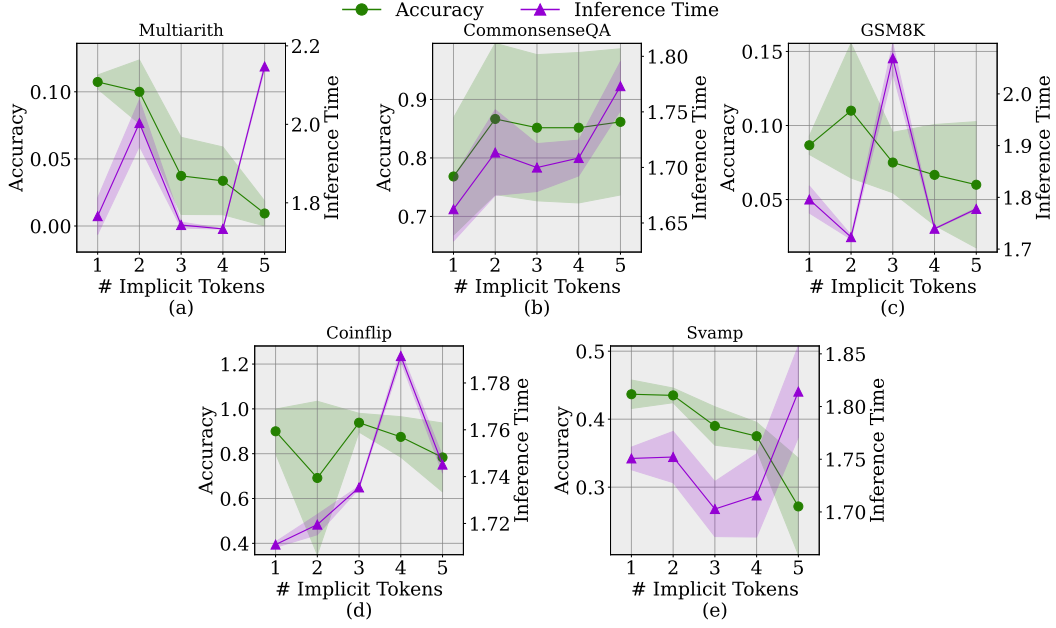 Accuracy Inference Time
Multiarith
Accuracy
0.10
0.05
0.00
2.2
2.0
1.8
Inference Time
1 2 3 4 5
# Implicit Tokens
(a)
CommonsenseQA
Accuracy
0.9
0.8
0.7
1.80
1.75
1.70
1.65
Inference Time
1 2 3 4 5
# Implicit Tokens
(b)
GSM8K
Accuracy
0.15
0.10
0.05
2.0
1.9
1.8
1.7
Inference Time
1 2 3 4 5
# Implicit Tokens
(c)
Coinflip
Accuracy
1.2
1.0
0.8
0.6
0.4
1.78
1.76
1.74
1.72
Inference Time
1 2 3 4 5
# Implicit Tokens
(d)
Svamp
Accuracy
0.5
0.4
0.3
1.85
1.80
1.75
1.70
Inference Time
1 2 3 4 5
# Implicit Tokens
(e)